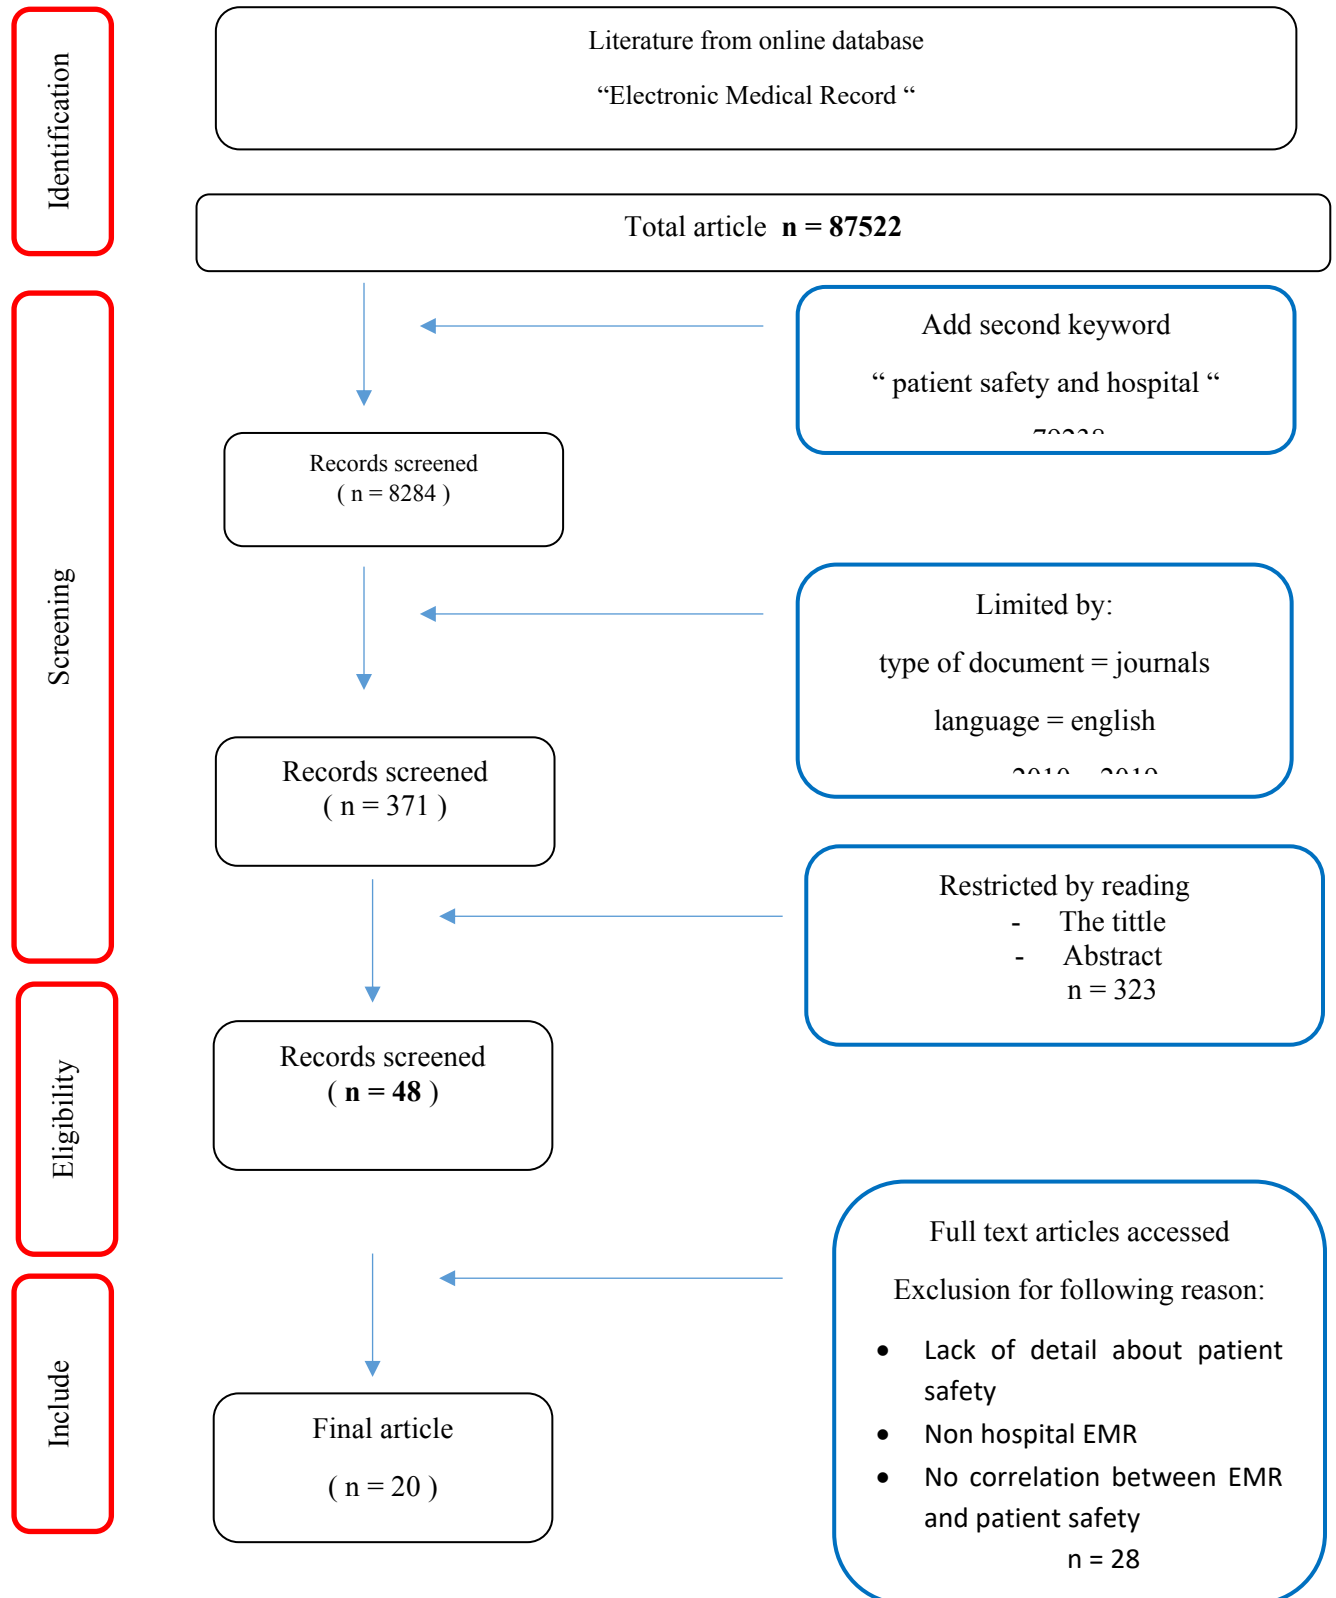 Identification
Literature from online database
“Electronic Medical Record “
Total article n = 87522
Screening
Add second keyword
“ patient safety and hospital “
Records screened
( n = 8284 )
Limited by:
type of document = journals
language = english
Records screened
( n = 371 )
Restricted by reading
- The tittle
- Abstract
n = 323
Eligibility
Records screened
( n = 48 )
Include
Full text articles accessed
Exclusion for following reason:
• Lack of detail about patient
safety
• Non hospital EMR
• No correlation between EMR
and patient safety
n = 28
Final article
( n = 20 )